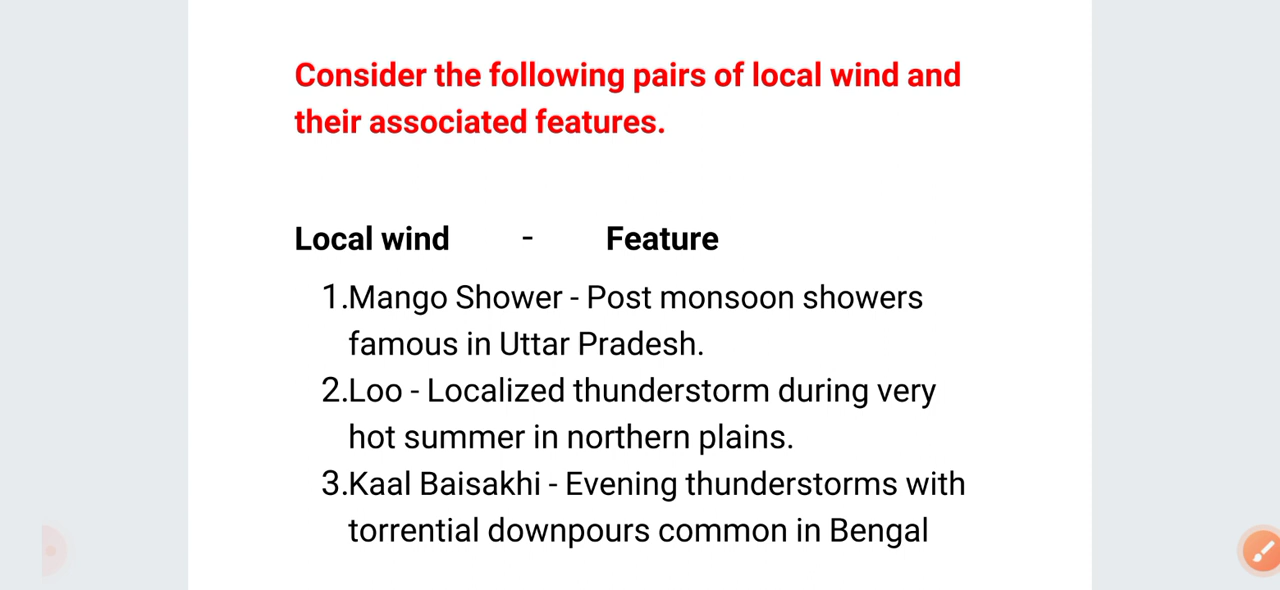 Consider the following pairs of local wind and
their associated features.
Local wind - Feature
1.Mango Shower - Post monsoon showers
famous in Uttar Pradesh.
2.Loo - Localized thunderstorm during very
hot summer in northern plains.
3.Kaal Baisakhi - Evening thunderstorms with
torrential downpours common in Bengal